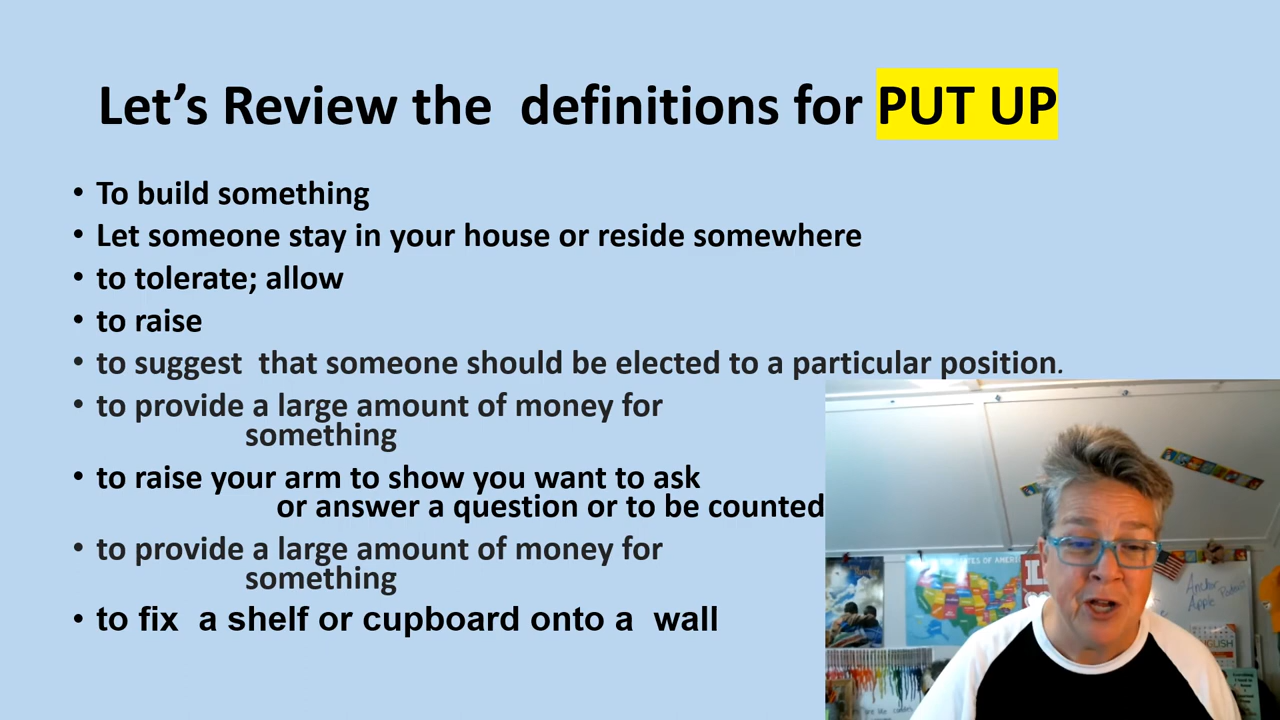 Let’s Review the  definitions for PUT UP
• To build something
• Let someone stay in your house or reside somewhere
• to tolerate; allow
• to raise
• to suggest  that someone should be elected to a particular position.
• to provide a large amount of money for
something
• to raise your arm to show you want to ask
or answer a question or to be counted
• to provide a large amount of money for
something
• to fix  a shelf or cupboard onto a  wall
Anchor
Apple
ENGLISH